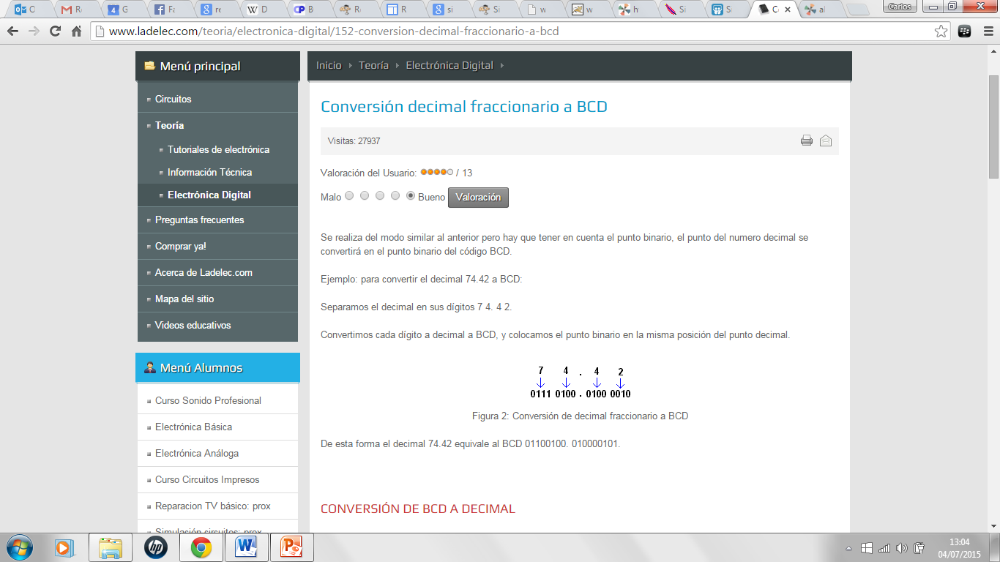 O
Re
G
Fa
re
D
B
Re
R
si
Si
w
w
h
Si
S
Co
al
Carlos
www.ladelec.com/teoria/electronica-digital/152-conversion-decimal-fraccionario-a-bcd
Menú principal
Circuitos
Teoría
Tutoriales de electrónica
Información Técnica
Electrónica Digital
Preguntas frecuentes
Comprar ya!
Acerca de Ladelec.com
Mapa del sitio
Videos educativos
Menú Alumnos
Curso Sonido Profesional
Electrónica Básica
Electrónica Análoga
Curso Circuitos Impresos
Reparacion TV básico: prox
Simulación circuitos: prox
Inicio Teoría Electrónica Digital
Conversión decimal fraccionario a BCD
Visitas: 27937
Valoración del Usuario: / 13
Malo Bueno Valoración
Se realiza del modo similar al anterior pero hay que tener en cuenta el punto binario, el punto del numero decimal se
convertirá en el punto binario del código BCD.
Ejemplo: para convertir el decimal 74.42 a BCD:
Separamos el decimal en sus dígitos 7 4. 4 2.
Convertimos cada dígito a decimal a BCD, y colocamos el punto binario en la misma posición del punto decimal.
7 4 . 4 2
0111 0100 . 0100 0010
Figura 2: Conversión de decimal fraccionario a BCD
De esta forma el decimal 74.42 equivale al BCD 01100100. 010000101.
CONVERSIÓN DE BCD A DECIMAL
13:04
04/07/2015